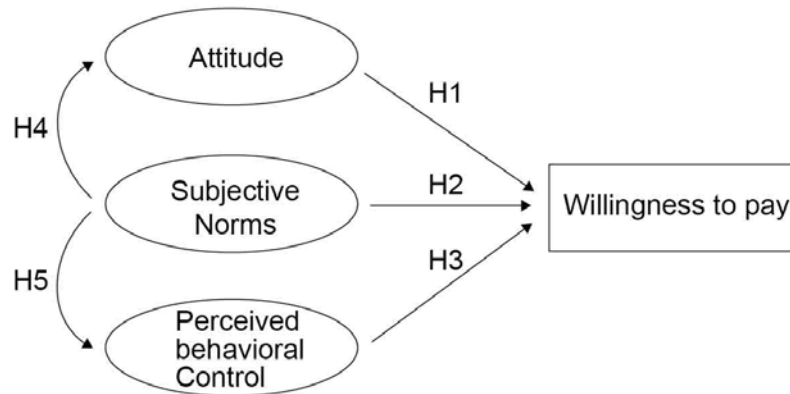 Attitude
H1
H4
Subjective
Norms
H2
Willingness to pay
H5
H3
Perceived
behavioral
Control